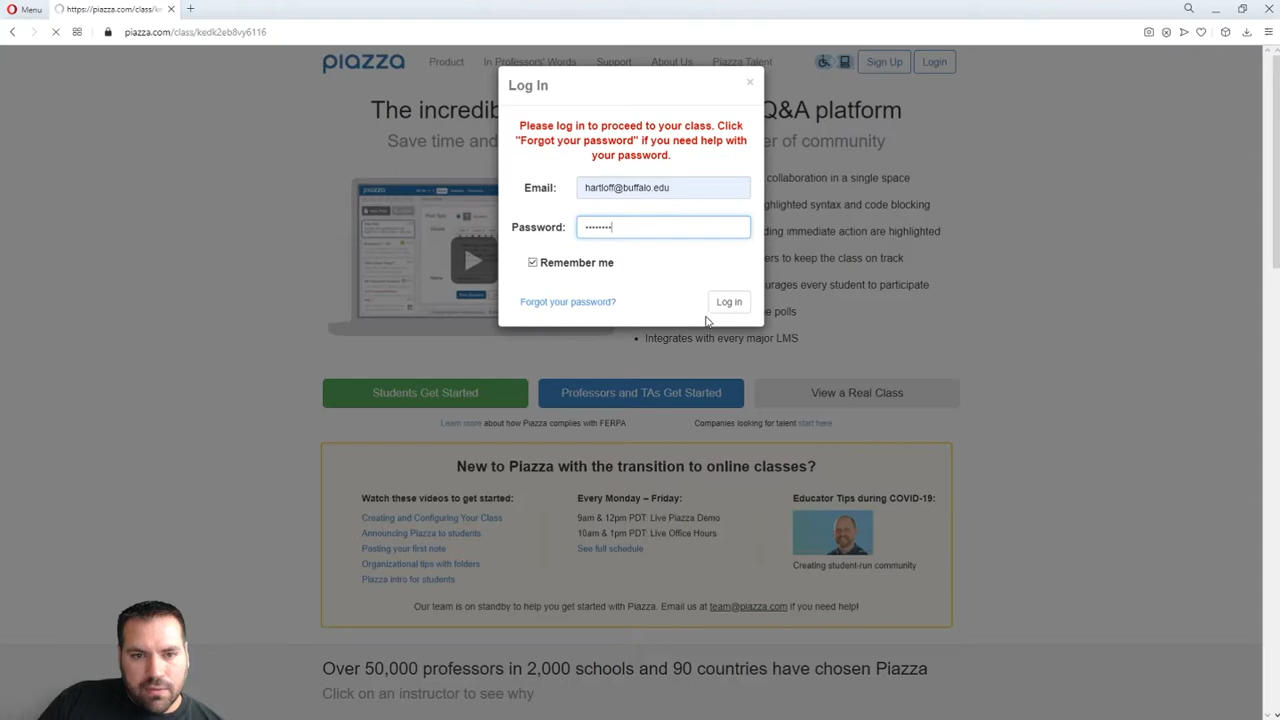 Menu
https://piazza.com/class/ke
piazza.com/class/kedk2eb8vy6116
piazza
Product
In Professors' Words
Support
About Us
Piazza Talent
Sign Up
Login
The incredi
Q&A platform
Save time and
er of community
Log In
×
Please log in to proceed to your class. Click
"Forgot your password" if you need help with
your password.
Email:
hartloff@buffalo.edu
Password:
••••••••
Remember me
Forgot your password?
Log in
collaboration in a single space
ghlighted syntax and code blocking
ding immediate action are highlighted
ers to keep the class on track
urages every student to participate
e polls
• Integrates with every major LMS
Students Get Started
Professors and TAs Get Started
View a Real Class
Learn more about how Piazza complies with FERPA
Companies looking for talent start here
New to Piazza with the transition to online classes?
Watch these videos to get started:
Creating and Configuring Your Class
Announcing Piazza to students
Posting your first note
Organizational tips with folders
Piazza intro for students
Every Monday – Friday:
9am & 12pm PDT: Live Piazza Demo
10am & 1pm PDT: Live Office Hours
See full schedule
Educator Tips during COVID-19:
Creating student-run community
Our team is on standby to help you get started with Piazza. Email us at team@piazza.com if you need help!
Over 50,000 professors in 2,000 schools and 90 countries have chosen Piazza
Click on an instructor to see why